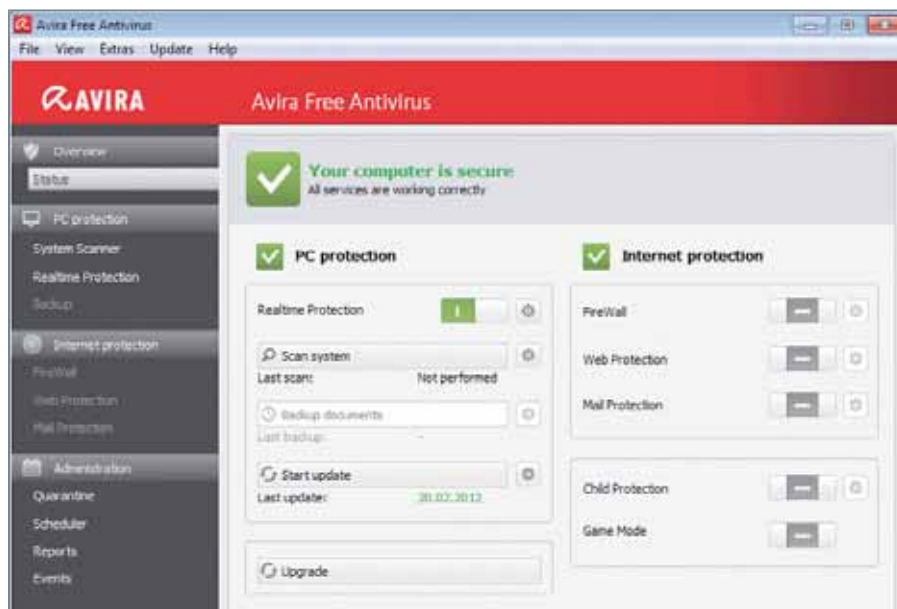 Avira Free Antivirus
File View Extras Update Help
AVIRA
Avira Free Antivirus
Overview
Status
PC protection
System Scanner
Realtime Protection
Backup
Internet protection
FireWall
Web Protection
Mail Protection
Administration
Quarantine
Scheduler
Reports
Events
Your computer is secure
All services are working correctly
PC protection
Realtime Protection
Scan system
Last scan: Not performed
Backup documents
Last backup: -
Start update
Last update: 20.02.2012
Upgrade
Internet protection
FireWall
Web Protection
Mail Protection
Child Protection
Game Mode